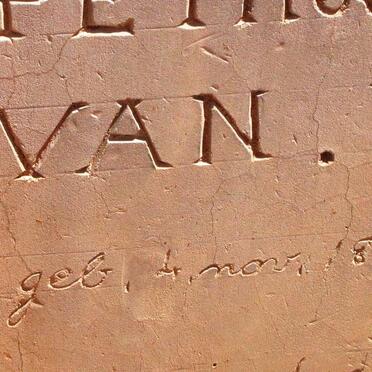 VAN .
geb. 4. nov. 18